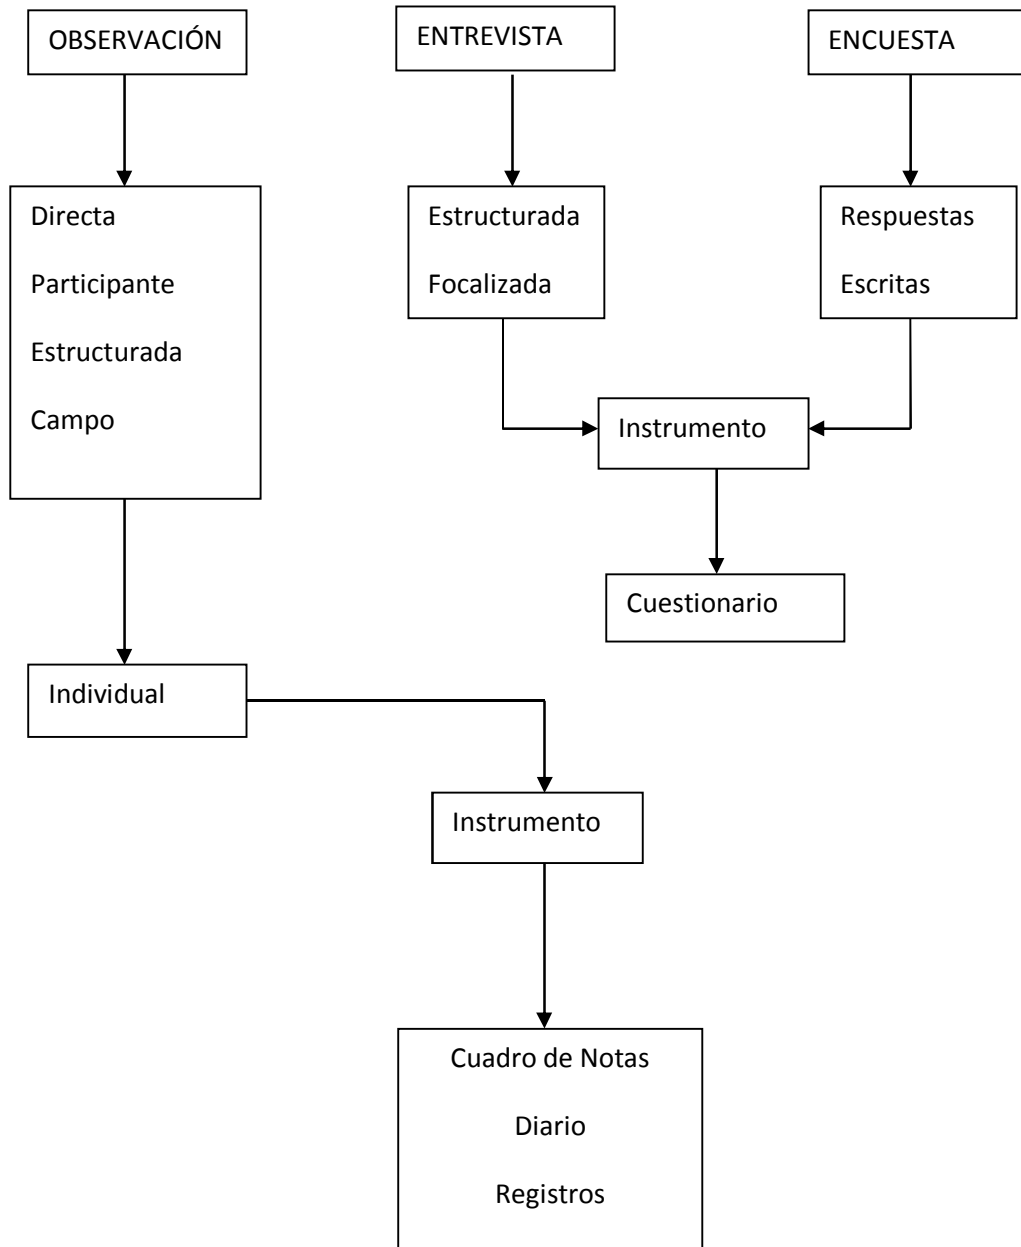 OBSERVACIÓN
ENTREVISTA
ENCUESTA
Directa
Participante
Estructurada
Campo
Estructurada
Focalizada
Respuestas
Escritas
Instrumento
Cuestionario
Individual
Instrumento
Cuadro de Notas
Diario
Registros